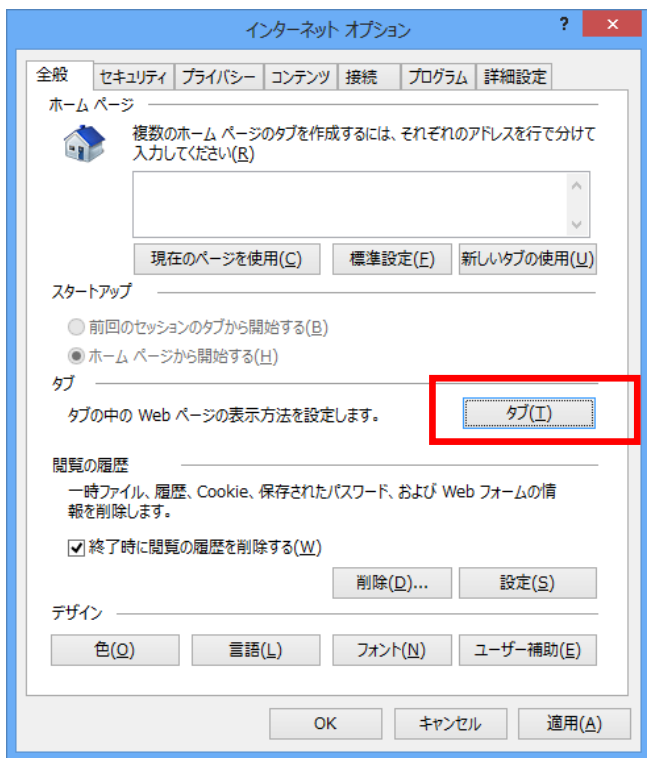 インターネット オプション ? ×
全般 セキュリティ プライバシー コンテンツ 接続 プログラム 詳細設定
ホーム ページ
複数のホーム ページのタブを作成するには、それぞれのアドレスを行で分けて
入力してください(R)
現在のページを使用(C) 標準設定(F) 新しいタブの使用(U)
スタートアップ
前回のセッションのタブから開始する(B)
ホーム ページから開始する(H)
タブ
タブの中の Web ページの表示方法を設定します。 タブ(T)
閲覧の履歴
一時ファイル、履歴、Cookie、保存されたパスワード、および Web フォームの情
報を削除します。
終了時に閲覧の履歴を削除する(W)
削除(D)... 設定(S)
デザイン
色(O) 言語(L) フォント(N) ユーザー補助(E)
OK キャンセル 適用(A)